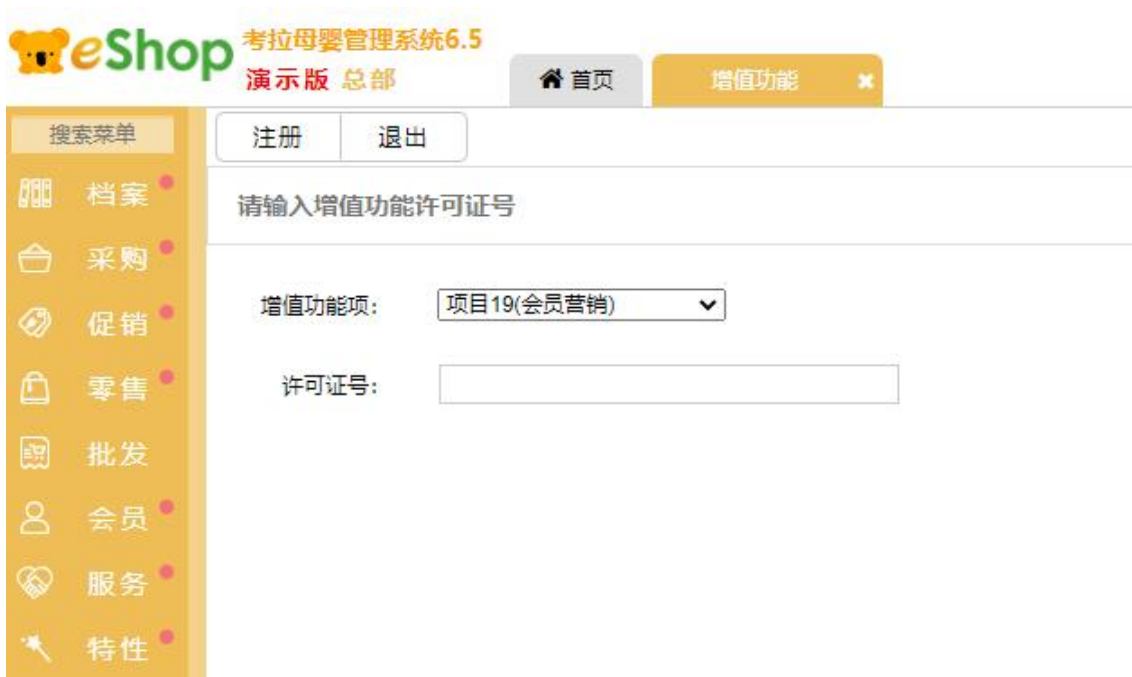 eShop
考拉母婴管理系统6.5
演示版 总部
首页
增值功能
搜索菜单
注册
退出
档案
请输入增值功能许可证号
采购
增值功能项：
项目19(会员营销)
促销
许可证号：
零售
批发
会员
服务
特性